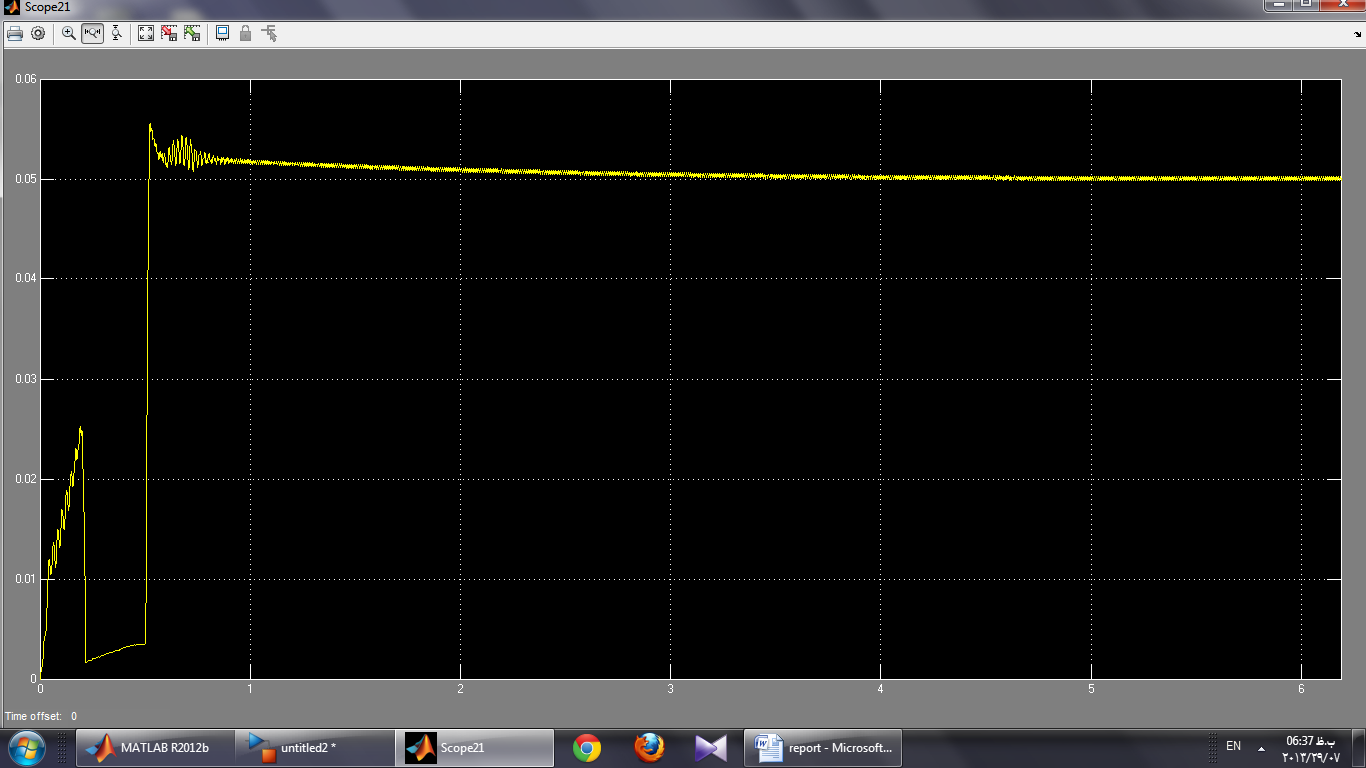 Scope21
0.06
0.05
0.04
0.03
0.02
0.01
0
0 1 2 3 4 5 6
Time offset: 0
MATLAB R2012b
untitled2 *
Scope21
report - Microsoft...
EN
06:37 ب.ظ
۲۰۱۳/۲۹/۰۷